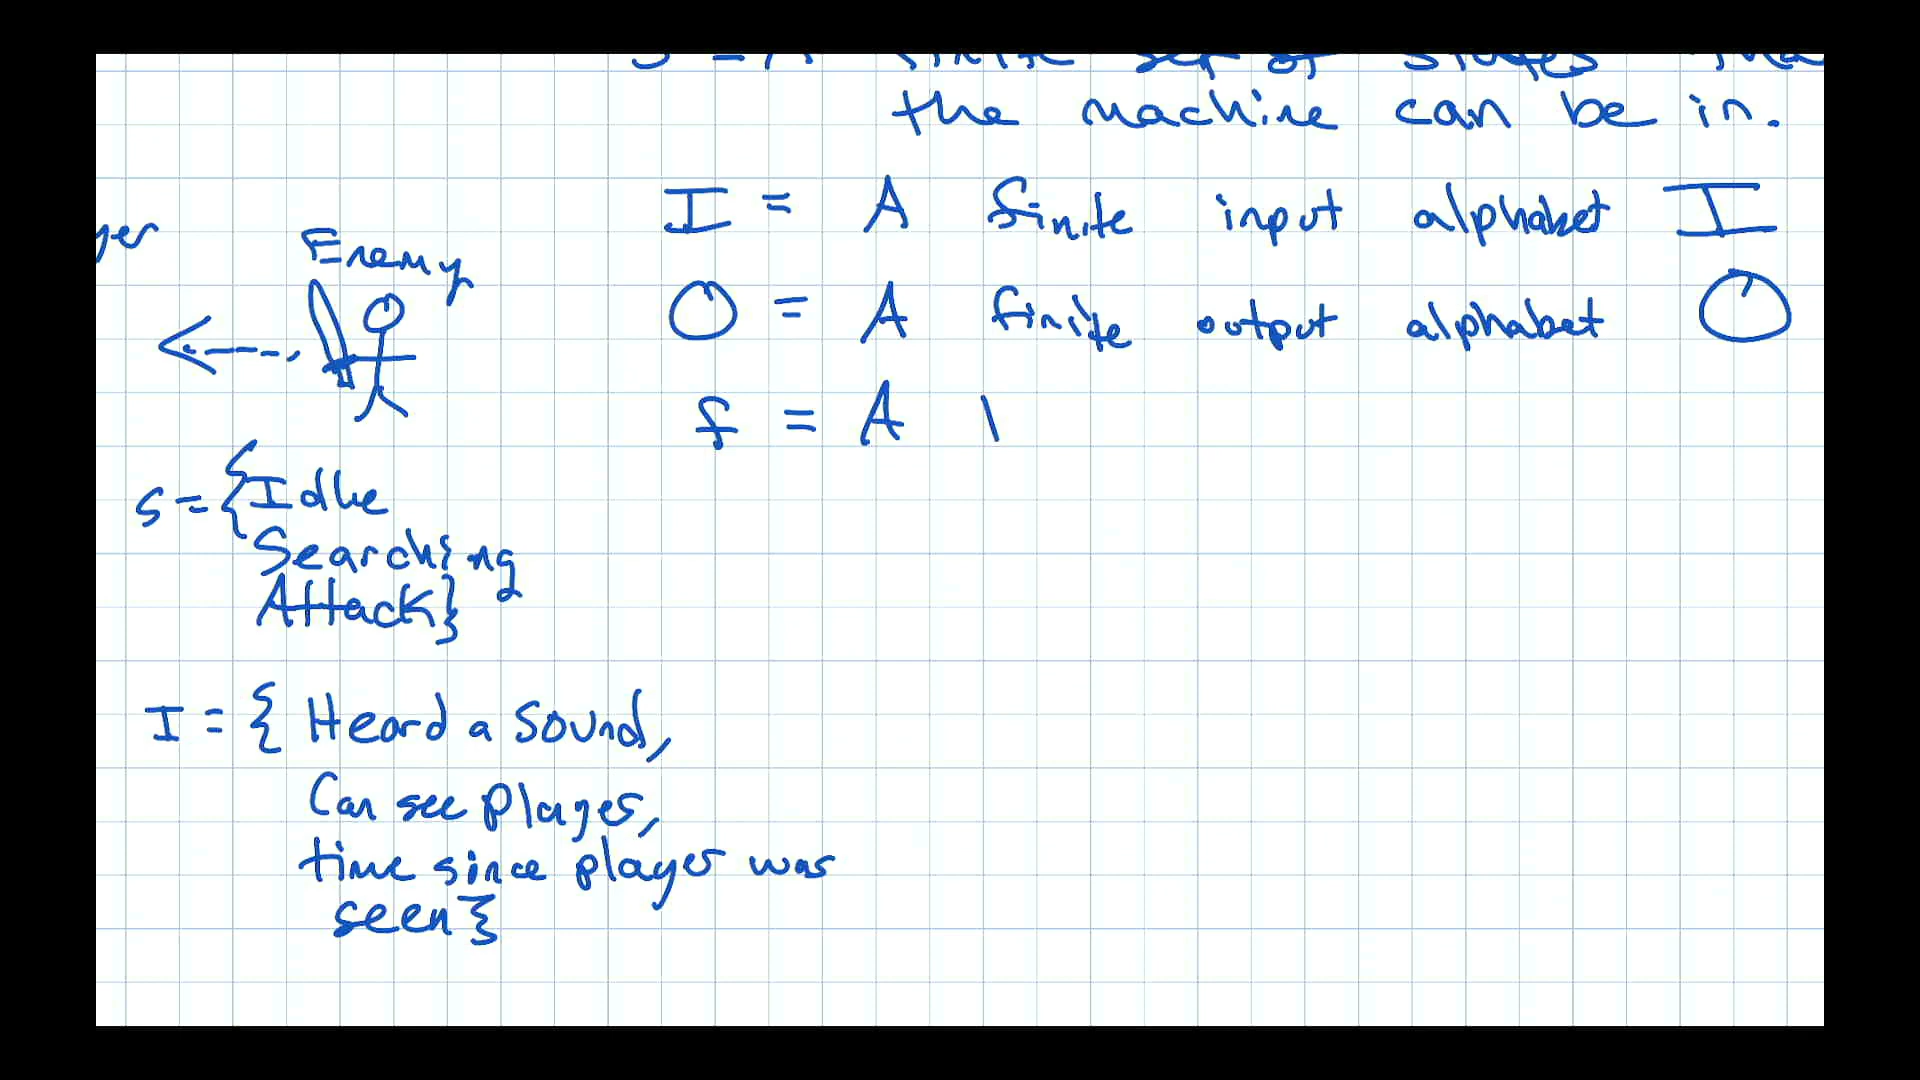 the machine can be in.
I = A finite input alphabet I
O = A finite output alphabet O
f = A
Enemy
S = {Idle
Searching
Attack}
I = { Heard a sound,
Can see player,
time since player was
seen}